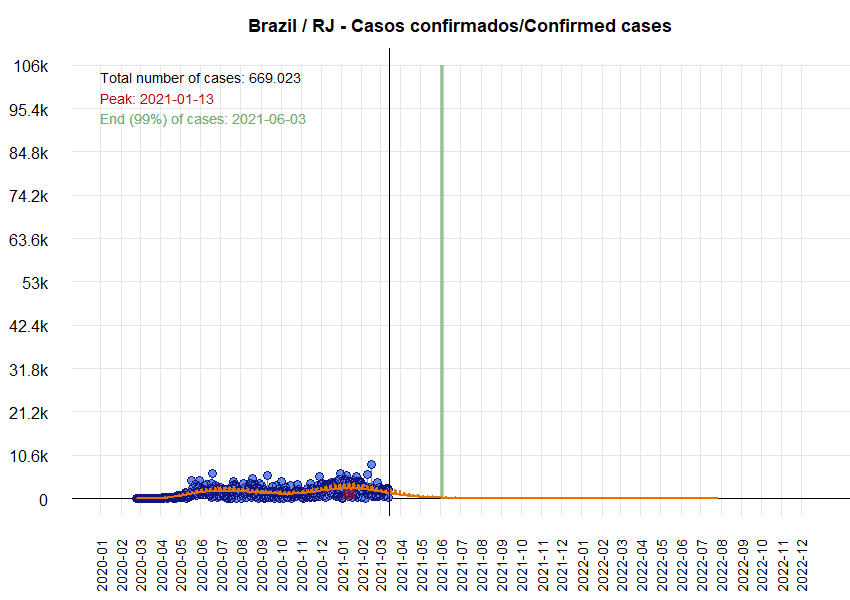 Brazil / RJ - Casos confirmados/Confirmed cases
106k
95.4k
84.8k
74.2k
63.6k
53k
42.4k
31.8k
21.2k
10.6k
0
Total number of cases: 669.023
Peak: 2021-01-13
End (99%) of cases: 2021-06-03
2020-01
2020-02
2020-03
2020-04
2020-05
2020-06
2020-07
2020-08
2020-09
2020-10
2020-11
2020-12
2021-01
2021-02
2021-03
2021-04
2021-05
2021-06
2021-07
2021-08
2021-09
2021-10
2021-11
2021-12
2022-01
2022-02
2022-03
2022-04
2022-05
2022-06
2022-07
2022-08
2022-09
2022-10
2022-11
2022-12